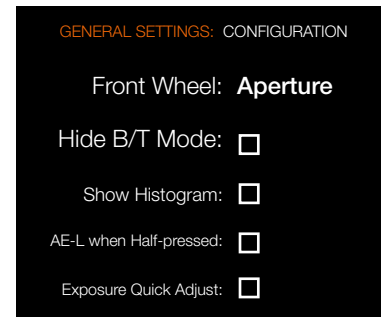 GENERAL SETTINGS: CONFIGURATION
Front Wheel: Aperture
Hide B/T Mode:
Show Histogram:
AE-L when Half-pressed:
Exposure Quick Adjust: